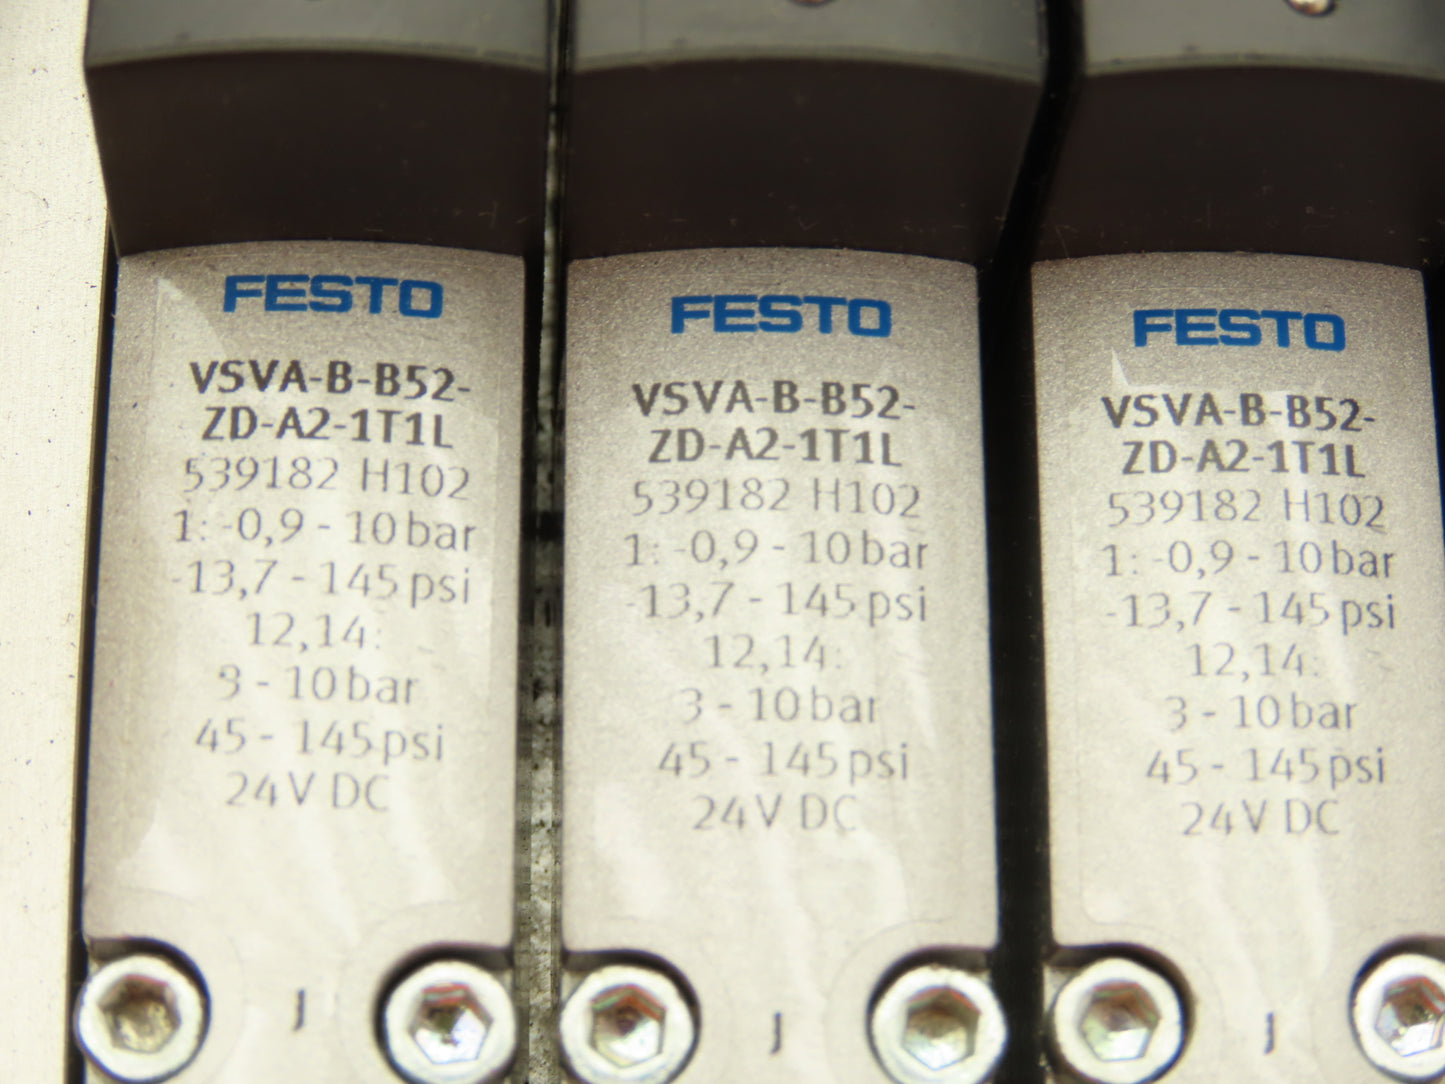 FESTO
VSVA-B-B52-
ZD-A2-1T1L
539182 H102
1: -0,9 - 10 bar
-13,7 - 145 psi
12,14:
3 - 10 bar
45 - 145 psi
24V DC
J
FESTO
VSVA-B-B52-
ZD-A2-1T1L
539182 H102
1: -0,9 - 10 bar
-13,7 - 145 psi
12,14:
3 - 10 bar
45 - 145 psi
24V DC
J
FESTO
VSVA-B-B52-
ZD-A2-1T1L
539182 H102
1: -0,9 - 10 bar
-13,7 - 145 psi
12,14:
3 - 10 bar
45 - 145 psi
24V DC
J